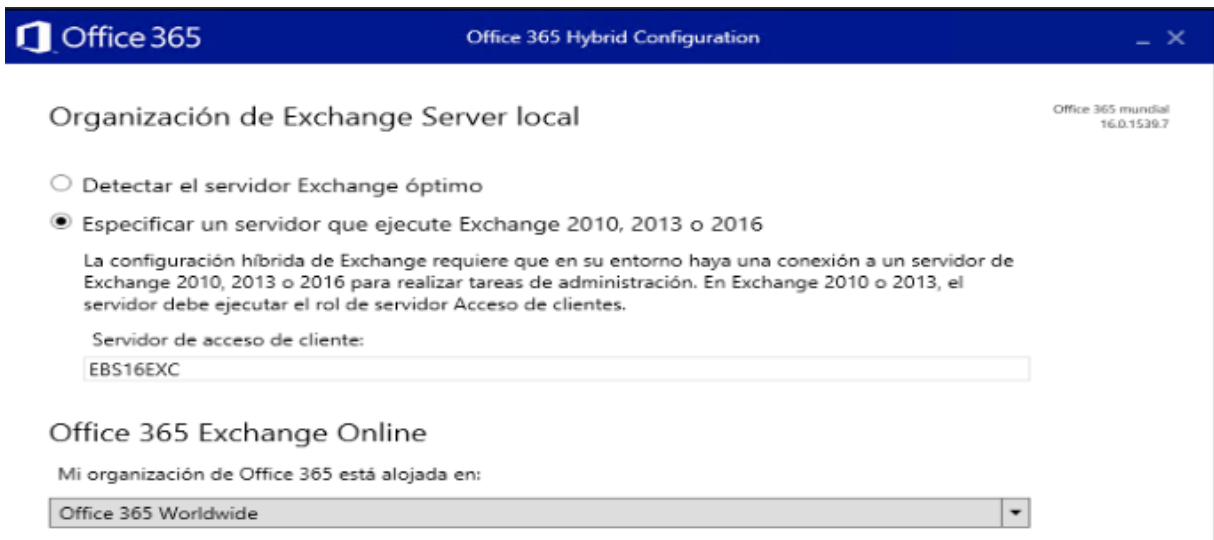 Office 365
Office 365 Hybrid Configuration
Organización de Exchange Server local
Office 365 mundial
16.0.1539.7
Detectar el servidor Exchange óptimo
Especificar un servidor que ejecute Exchange 2010, 2013 o 2016
La configuración híbrida de Exchange requiere que en su entorno haya una conexión a un servidor de
Exchange 2010, 2013 o 2016 para realizar tareas de administración. En Exchange 2010 o 2013, el
servidor debe ejecutar el rol de servidor Acceso de clientes.
Servidor de acceso de cliente:
EBS16EXC
Office 365 Exchange Online
Mi organización de Office 365 está alojada en:
Office 365 Worldwide